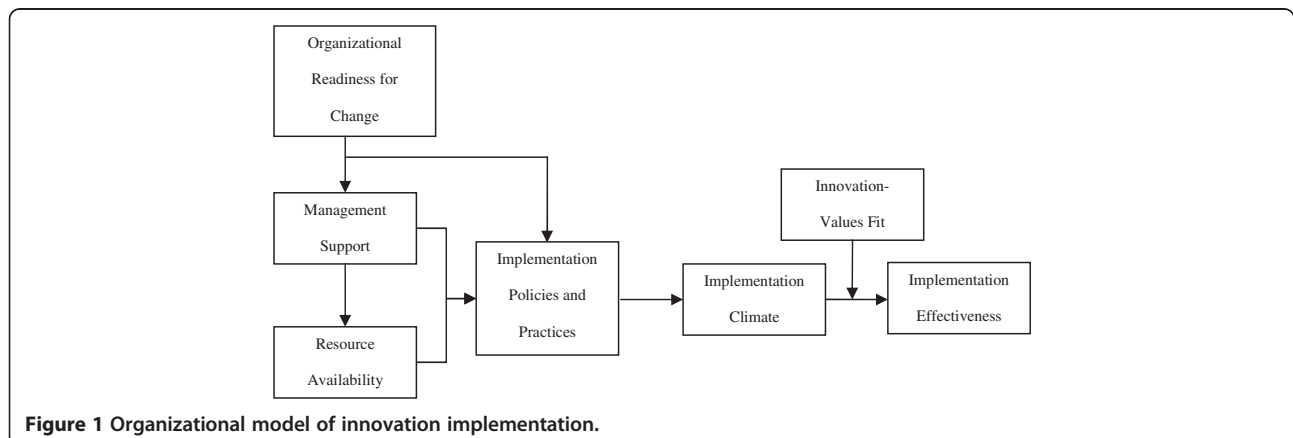 Organizational
Readiness for
Change
Management
Support
Resource
Availability
Implementation
Policies and
Practices
Implementation
Climate
Innovation-
Values Fit
Implementation
Effectiveness
Figure 1 Organizational model of innovation implementation.